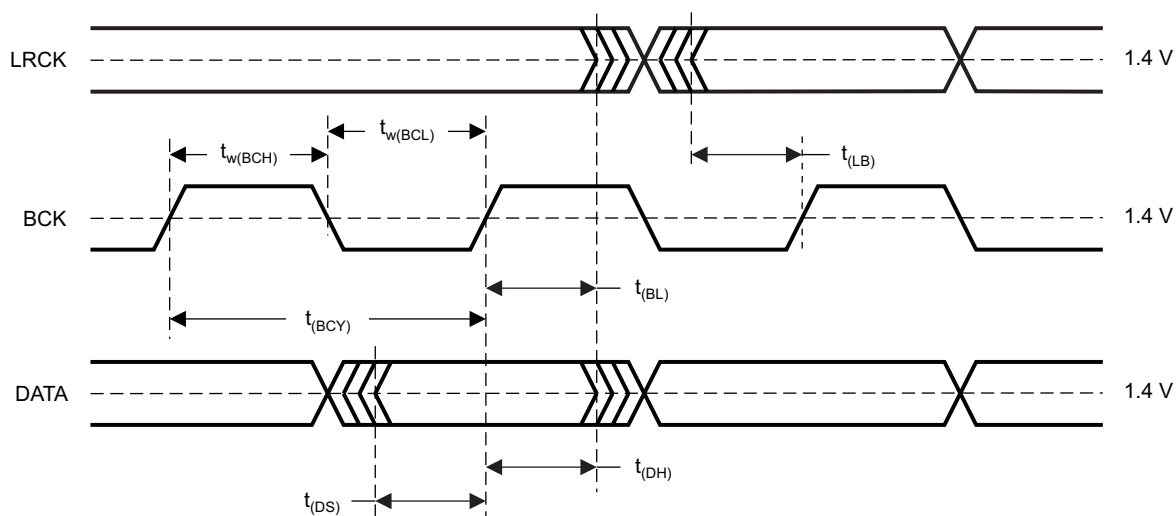 LRCK
1.4 V
t_w(BCH)
t_w(BCL)
t_(LB)
BCK
1.4 V
t_(BL)
t_(BCY)
DATA
1.4 V
t_(DH)
t_(DS)